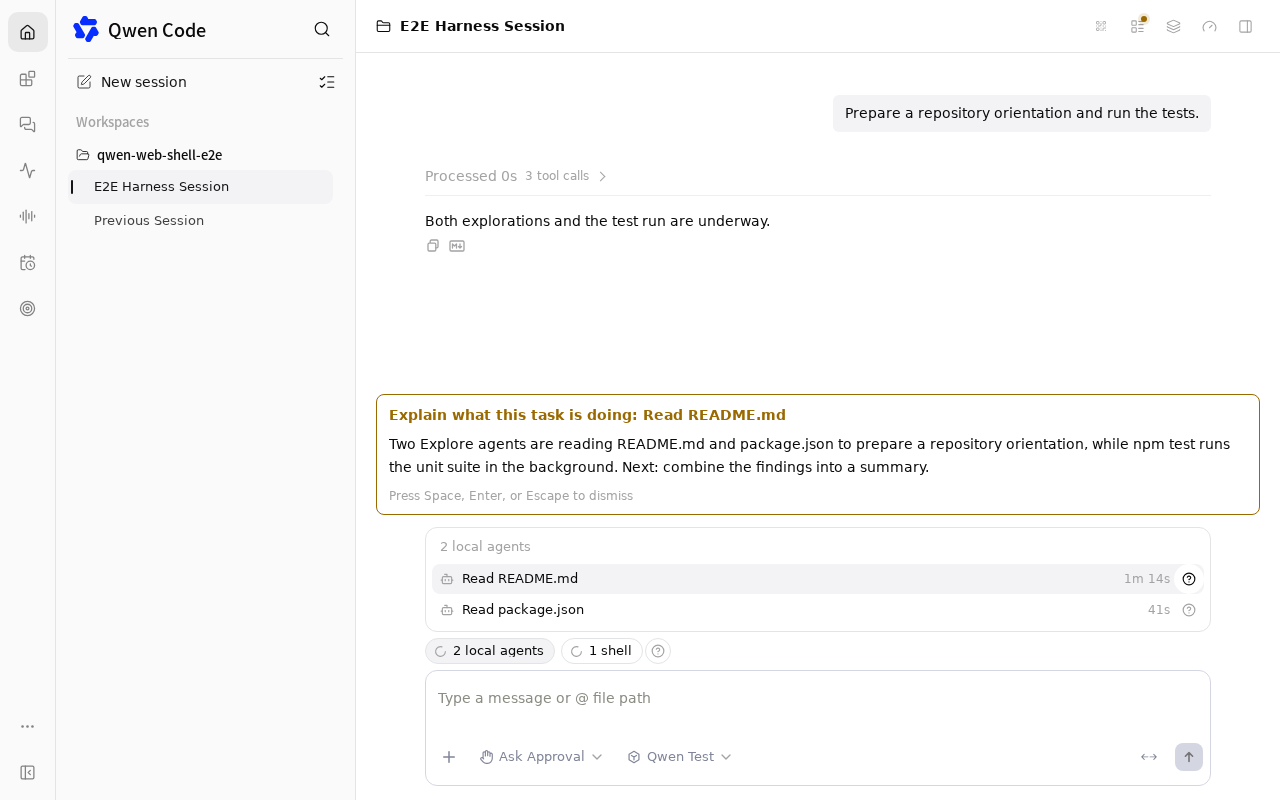 Qwen Code
New session
Workspaces
qwen-web-shell-e2e
E2E Harness Session
Previous Session
E2E Harness Session
Prepare a repository orientation and run the tests.
Processed 0s 3 tool calls
Both explorations and the test run are underway.
M↓
Explain what this task is doing: Read README.md
Two Explore agents are reading README.md and package.json to prepare a repository orientation, while npm test runs
the unit suite in the background. Next: combine the findings into a summary.
Press Space, Enter, or Escape to dismiss
2 local agents
Read README.md 1m 14s
Read package.json 41s
2 local agents 1 shell
Type a message or @ file path
Ask Approval Qwen Test